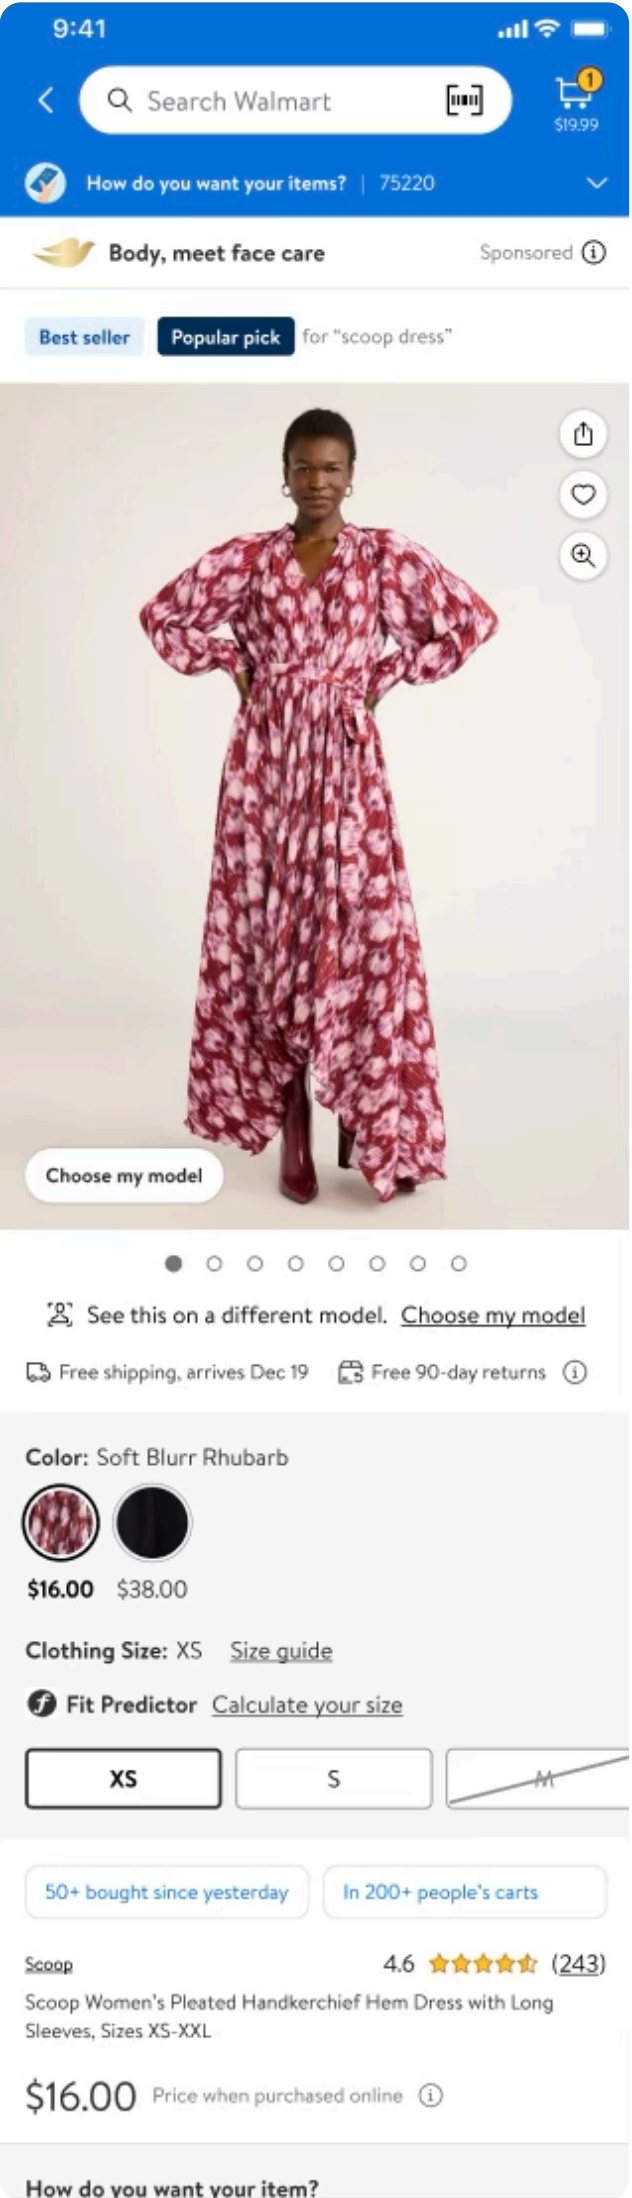 9:41
Search Walmart
1
$19.99
How do you want your items? | 75220
Body, meet face care
Sponsored
Best seller
Popular pick
for “scoop dress”
Choose my model
See this on a different model. Choose my model
Free shipping, arrives Dec 19
Free 90-day returns
Color: Soft Blurr Rhubarb
$16.00
$38.00
Clothing Size: XS
Size guide
Fit Predictor
Calculate your size
XS
S
M
50+ bought since yesterday
In 200+ people's carts
Scoop
4.6
(243)
Scoop Women's Pleated Handkerchief Hem Dress with Long
Sleeves, Sizes XS-XXL
$16.00
Price when purchased online
How do you want your item?